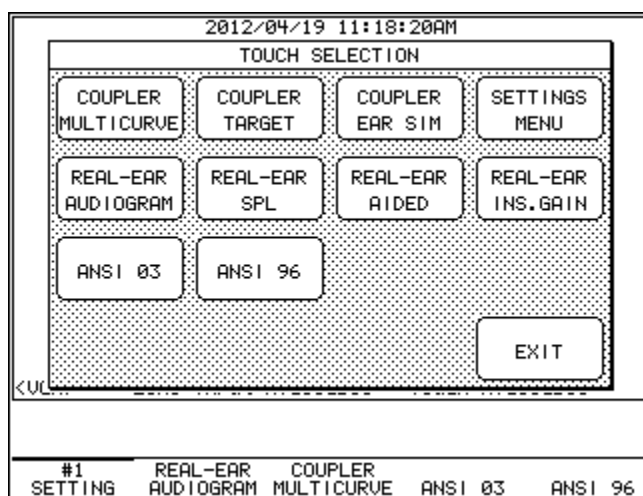 2012/04/19 11:18:20AM
TOUCH SELECTION
COUPLER MULTICURVE
COUPLER TARGET
COUPLER EAR SIM
SETTINGS MENU
REAL-EAR AUDIOGRAM
REAL-EAR SPL
REAL-EAR AIDED
REAL-EAR INS.GAIN
ANSI 03
ANSI 96
EXIT
#1 SETTING
REAL-EAR AUDIOGRAM
COUPLER MULTICURVE
ANSI 03
ANSI 96